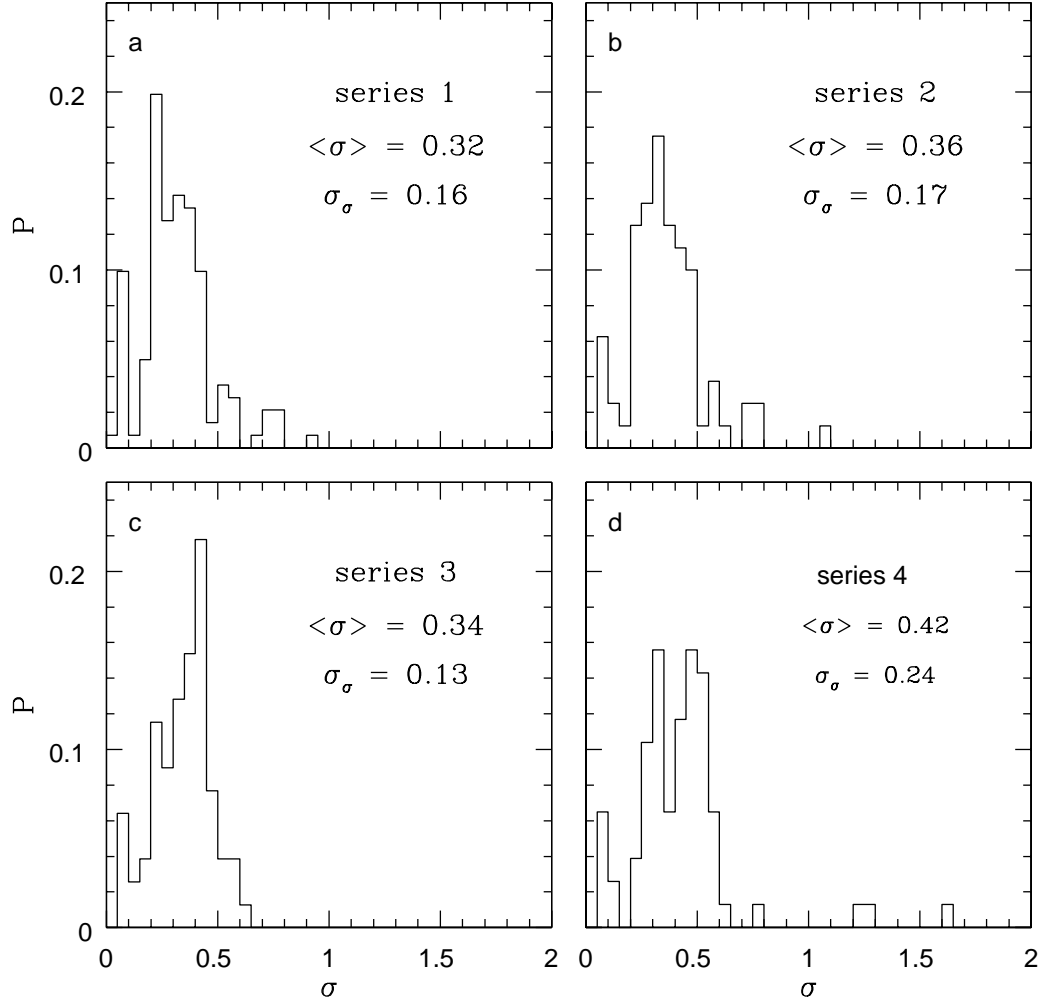 a
series 1
<σ> = 0.32
σσ = 0.16
P
0.2
0.1
0
b
series 2
<σ> = 0.36
σσ = 0.17
c
series 3
<σ> = 0.34
σσ = 0.13
P
0.2
0.1
0
0 0.5 1 1.5 2
σ
d
series 4
<σ> = 0.42
σσ = 0.24
0 0.5 1 1.5 2
σ